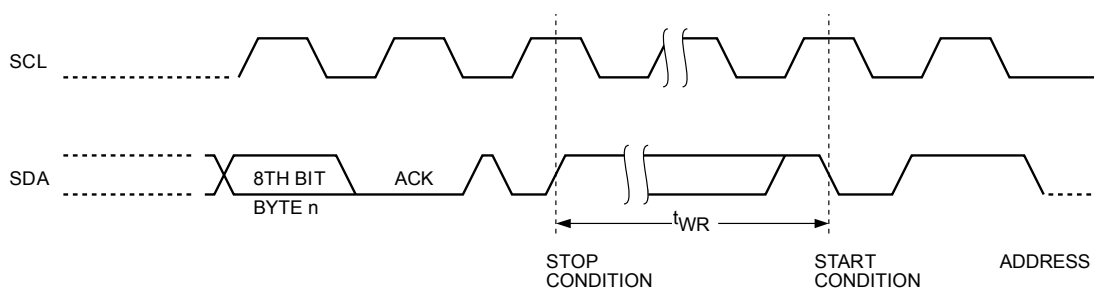 SCL
SDA
8TH BIT
ACK
BYTE n
tWR
STOP
CONDITION
START
CONDITION
ADDRESS